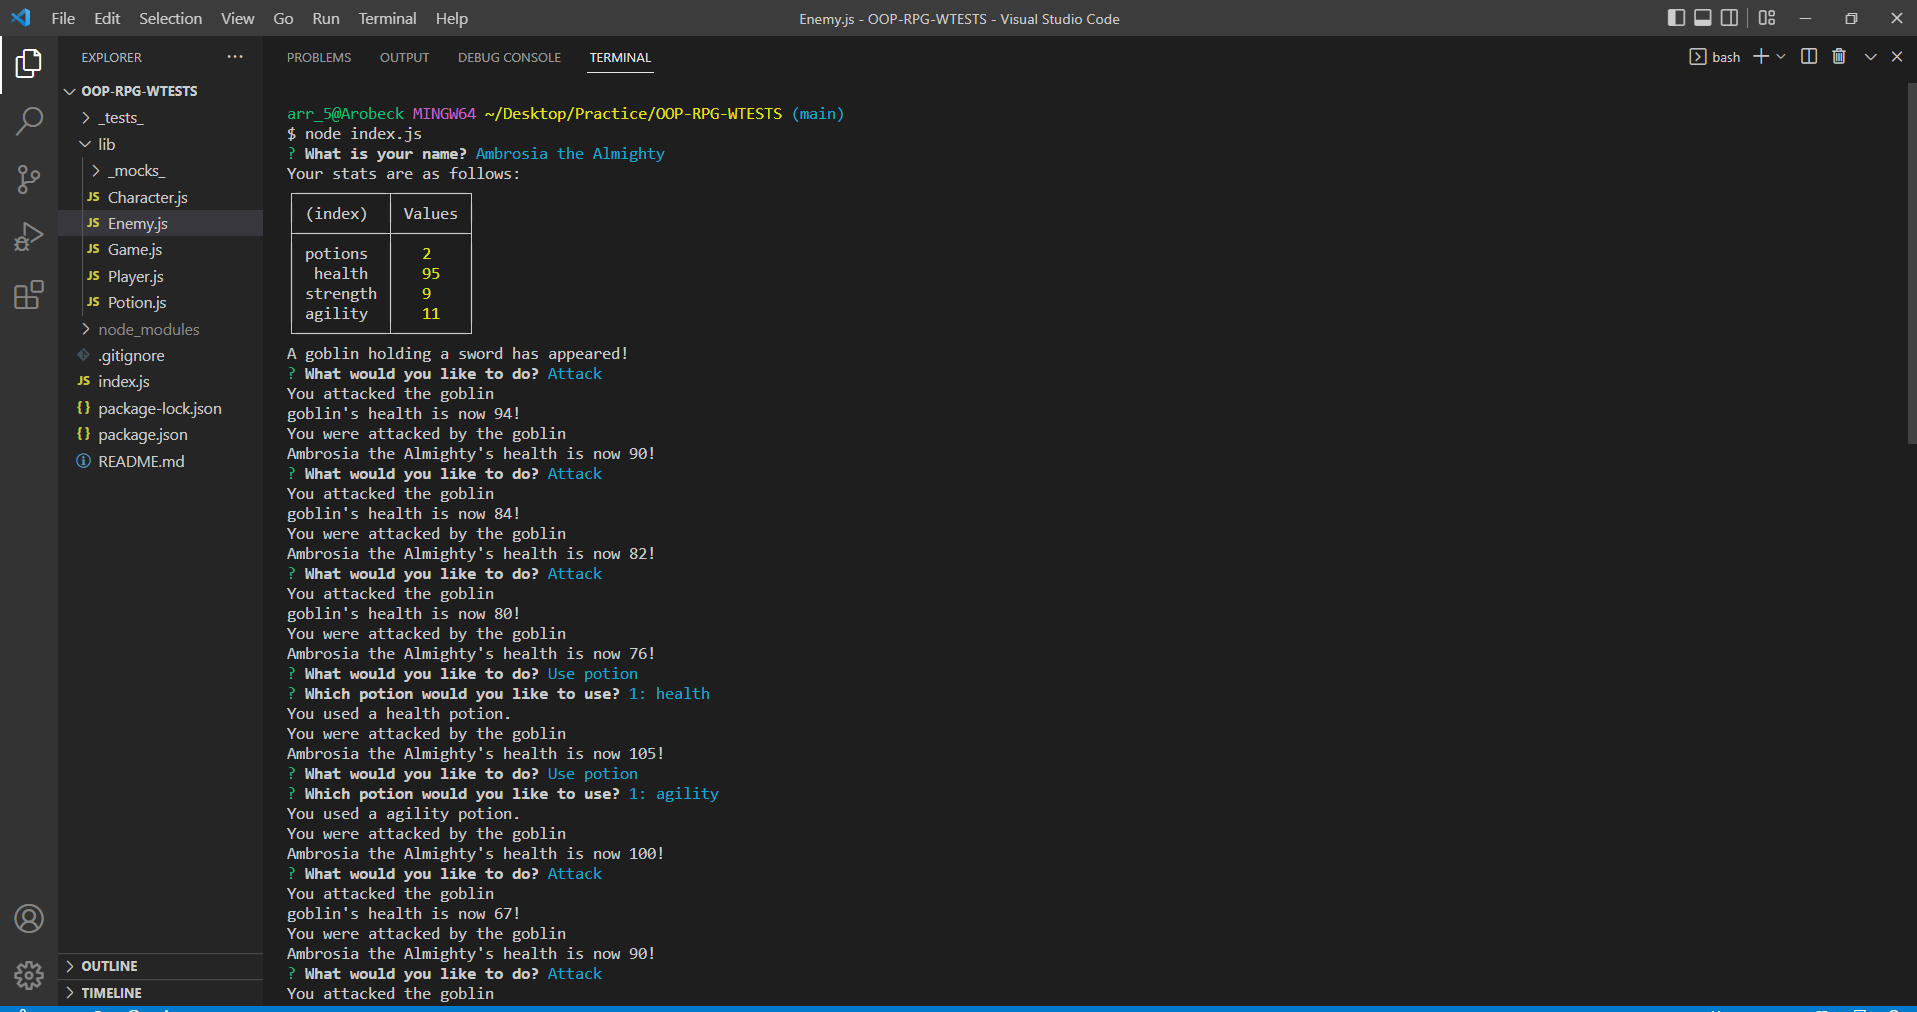 File Edit Selection View Go Run Terminal Help
Enemy.js - OOP-RPG-WTESTS - Visual Studio Code
EXPLORER
OOP-RPG-WTESTS
_tests_
lib
_mocks_
JS Character.js
JS Enemy.js
JS Game.js
JS Player.js
JS Potion.js
node_modules
.gitignore
JS index.js
{} package-lock.json
{} package.json
README.md
OUTLINE
TIMELINE
PROBLEMS OUTPUT DEBUG CONSOLE TERMINAL
bash
arr_5@Arobeck MINGW64 ~/Desktop/Practice/OOP-RPG-WTESTS (main)
$ node index.js
? What is your name? Ambrosia the Almighty
Your stats are as follows:
(index) Values
potions 2
health 95
strength 9
agility 11
A goblin holding a sword has appeared!
? What would you like to do? Attack
You attacked the goblin
goblin's health is now 94!
You were attacked by the goblin
Ambrosia the Almighty's health is now 90!
? What would you like to do? Attack
You attacked the goblin
goblin's health is now 84!
You were attacked by the goblin
Ambrosia the Almighty's health is now 82!
? What would you like to do? Attack
You attacked the goblin
goblin's health is now 80!
You were attacked by the goblin
Ambrosia the Almighty's health is now 76!
? What would you like to do? Use potion
? Which potion would you like to use? 1: health
You used a health potion.
You were attacked by the goblin
Ambrosia the Almighty's health is now 105!
? What would you like to do? Use potion
? Which potion would you like to use? 1: agility
You used a agility potion.
You were attacked by the goblin
Ambrosia the Almighty's health is now 100!
? What would you like to do? Attack
You attacked the goblin
goblin's health is now 67!
You were attacked by the goblin
Ambrosia the Almighty's health is now 90!
? What would you like to do? Attack
You attacked the goblin